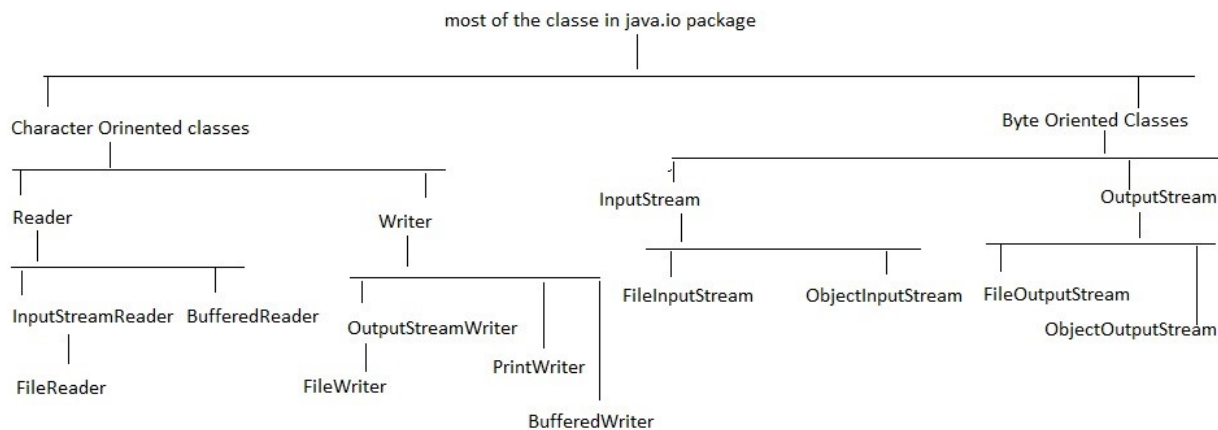 most of the classe in java.io package
Character Orinented classes
Byte Oriented Classes
Reader
Writer
InputStream
OutputStream
InputStreamReader
BufferedReader
OutputStreamWriter
FileInputStream
ObjectInputStream
FileOutputStream
ObjectOutputStream
FileReader
FileWriter
PrintWriter
BufferedWriter